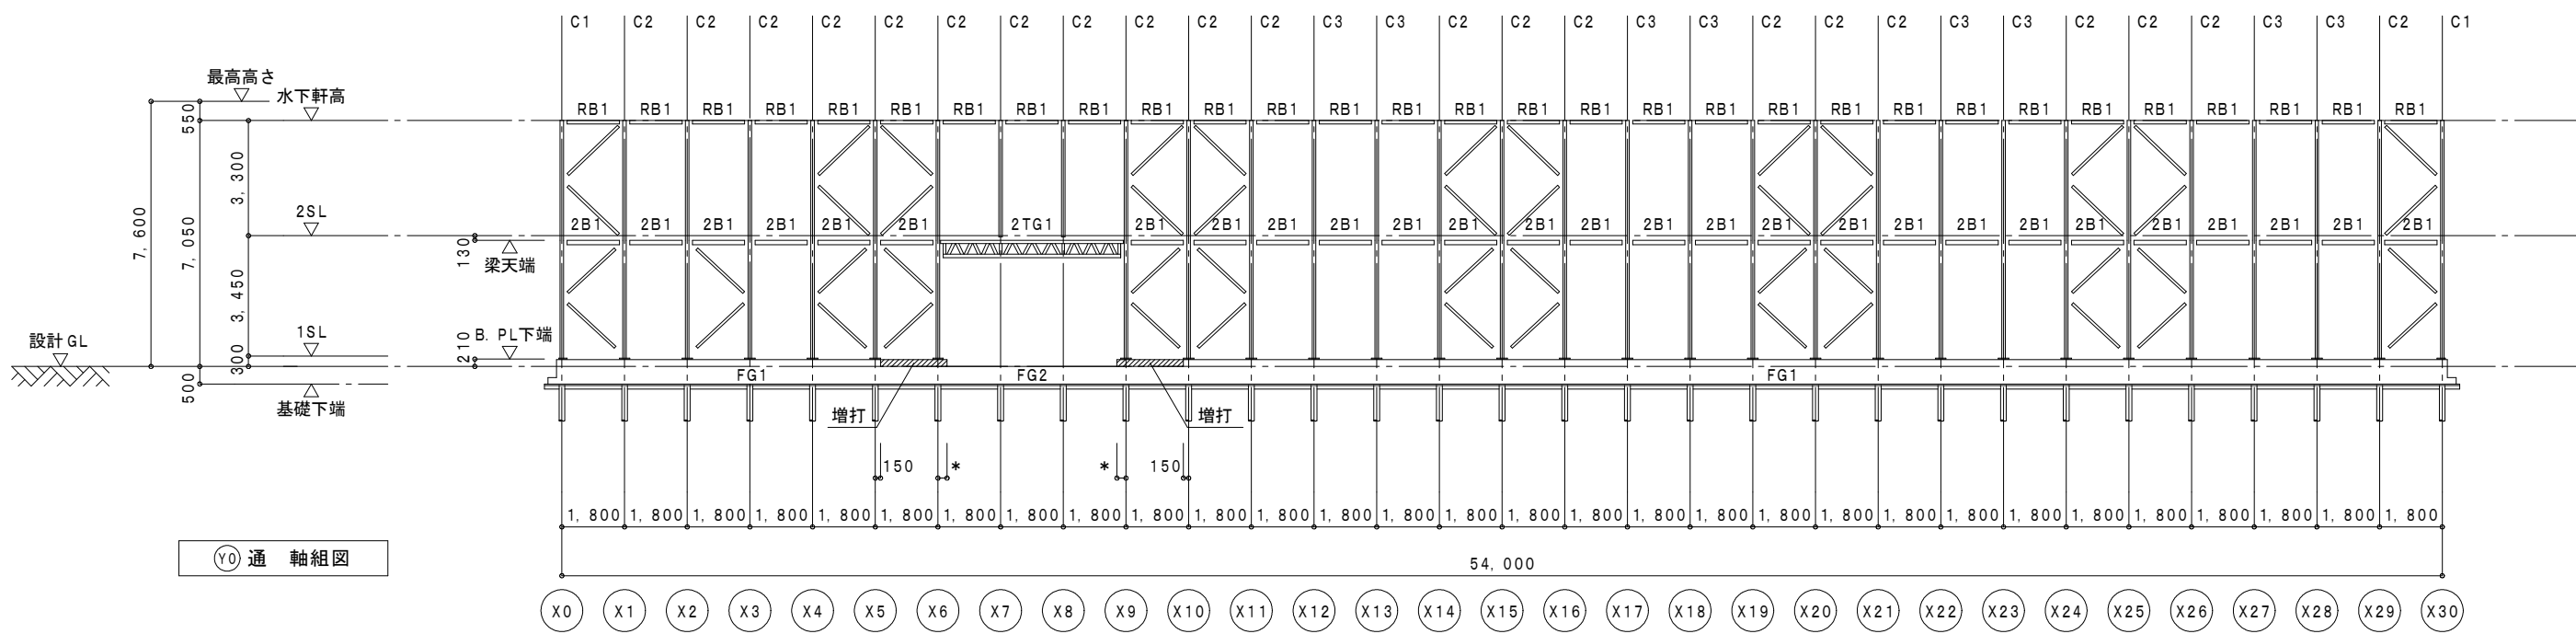 C1 C2 C2 C2 C2 C2 C2 C2 C2 C2 C2 C2 C3 C3 C2 C2 C2 C3 C3 C2 C2 C2 C3 C3 C2 C2 C2 C3 C3 C2 C1
最高高さ
水下軒高
550
RB1 RB1 RB1 RB1 RB1 RB1 RB1 RB1 RB1 RB1 RB1 RB1 RB1 RB1 RB1 RB1 RB1 RB1 RB1 RB1 RB1 RB1 RB1 RB1 RB1 RB1 RB1 RB1 RB1 RB1
7,600
7,050
3,300
2SL
2B1 2B1 2B1 2B1 2B1 2B1 2TG1 2B1 2B1 2B1 2B1 2B1 2B1 2B1 2B1 2B1 2B1 2B1 2B1 2B1 2B1 2B1 2B1 2B1 2B1 2B1 2B1 2B1
130
梁天端
3,450
設計GL
1SL
300
210
B.PL下端
500
基礎下端
FG1 FG2 FG1
増打 増打
150 * * 150
1,800 1,800 1,800 1,800 1,800 1,800 1,800 1,800 1,800 1,800 1,800 1,800 1,800 1,800 1,800 1,800 1,800 1,800 1,800 1,800 1,800 1,800 1,800 1,800 1,800 1,800 1,800 1,800 1,800 1,800
Y0 通 軸組図
54,000
X0 X1 X2 X3 X4 X5 X6 X7 X8 X9 X10 X11 X12 X13 X14 X15 X16 X17 X18 X19 X20 X21 X22 X23 X24 X25 X26 X27 X28 X29 X30